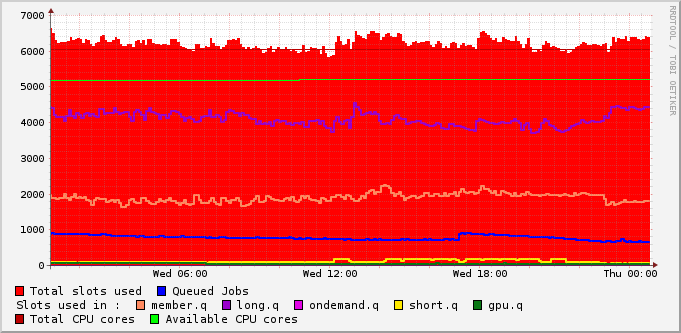 7000
6000
5000
4000
3000
2000
1000
0
Wed 06:00 Wed 12:00 Wed 18:00 Thu 00:00
Total slots used Queued Jobs
Slots used in : member.q long.q ondemand.q short.q gpu.q
Total CPU cores Available CPU cores
RRDTOOL / TOBI OETIKER